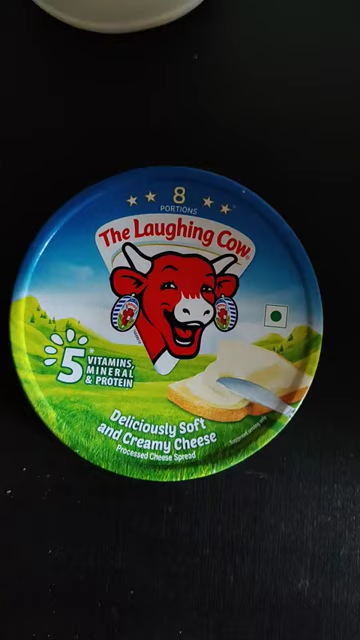 8
PORTIONS
The Laughing Cow®
5*
VITAMINS,
MINERAL
& PROTEIN
Deliciously Soft
and Creamy Cheese
Processed Cheese Spread